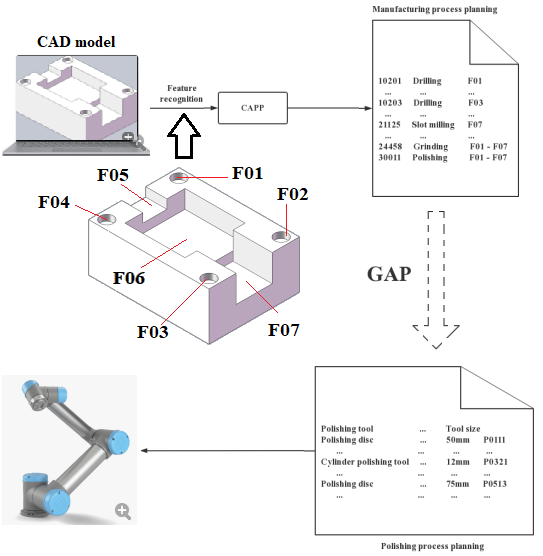 Manufacturing process planning
CAD model
Feature recognition
CAPP
10201 Drilling F01
... ... ...
10203 Drilling F03
... ... ...
21125 Slot milling F07
... ... ...
24458 Grinding F01 - F07
30011 Polishing F01 - F07
F05
F01
F04
F02
F06
F03
F07
GAP
Polishing tool ... Tool size
Polishing disc ... 50mm P0111
... ... ... ...
Cylinder polishing tool ... 12mm P0321
... ... ... ...
Polishing disc ... 75mm P0513
... ... ... ...
Polishing process planning